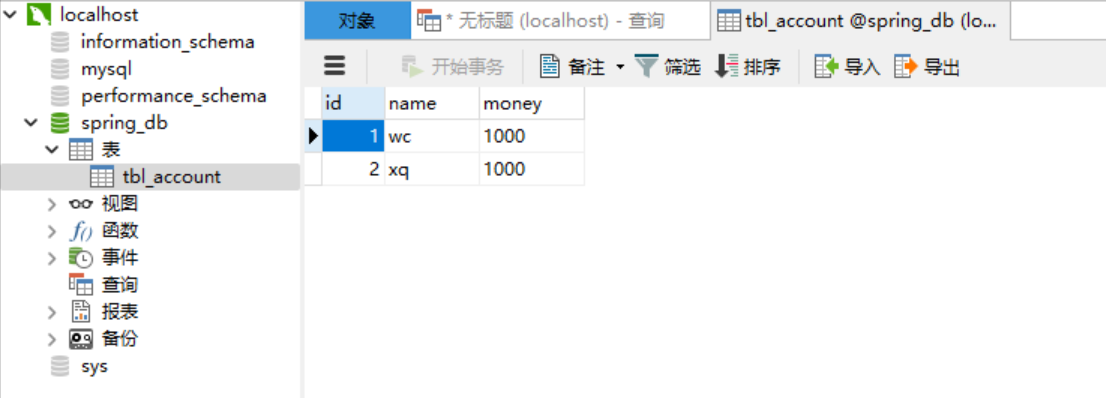 localhost
information_schema
mysql
performance_schema
spring_db
表
tbl_account
视图
f()
函数
事件
查询
报表
备份
sys
对象
* 无标题 (localhost) - 查询
tbl_account @spring_db (lo...
开始事务 备注 筛选 排序 导入 导出
id name money
1 wc 1000
2 xq 1000